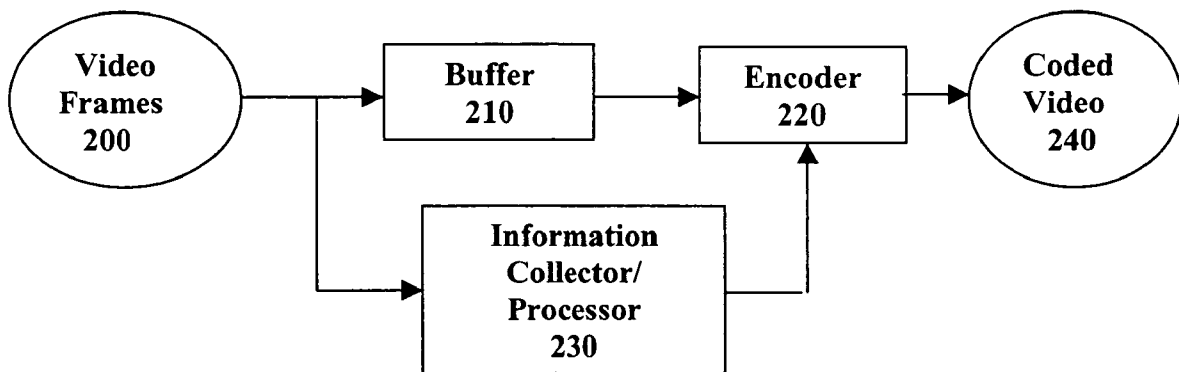 Video
Frames
200
Buffer
210
Encoder
220
Coded
Video
240
Information
Collector/
Processor
230